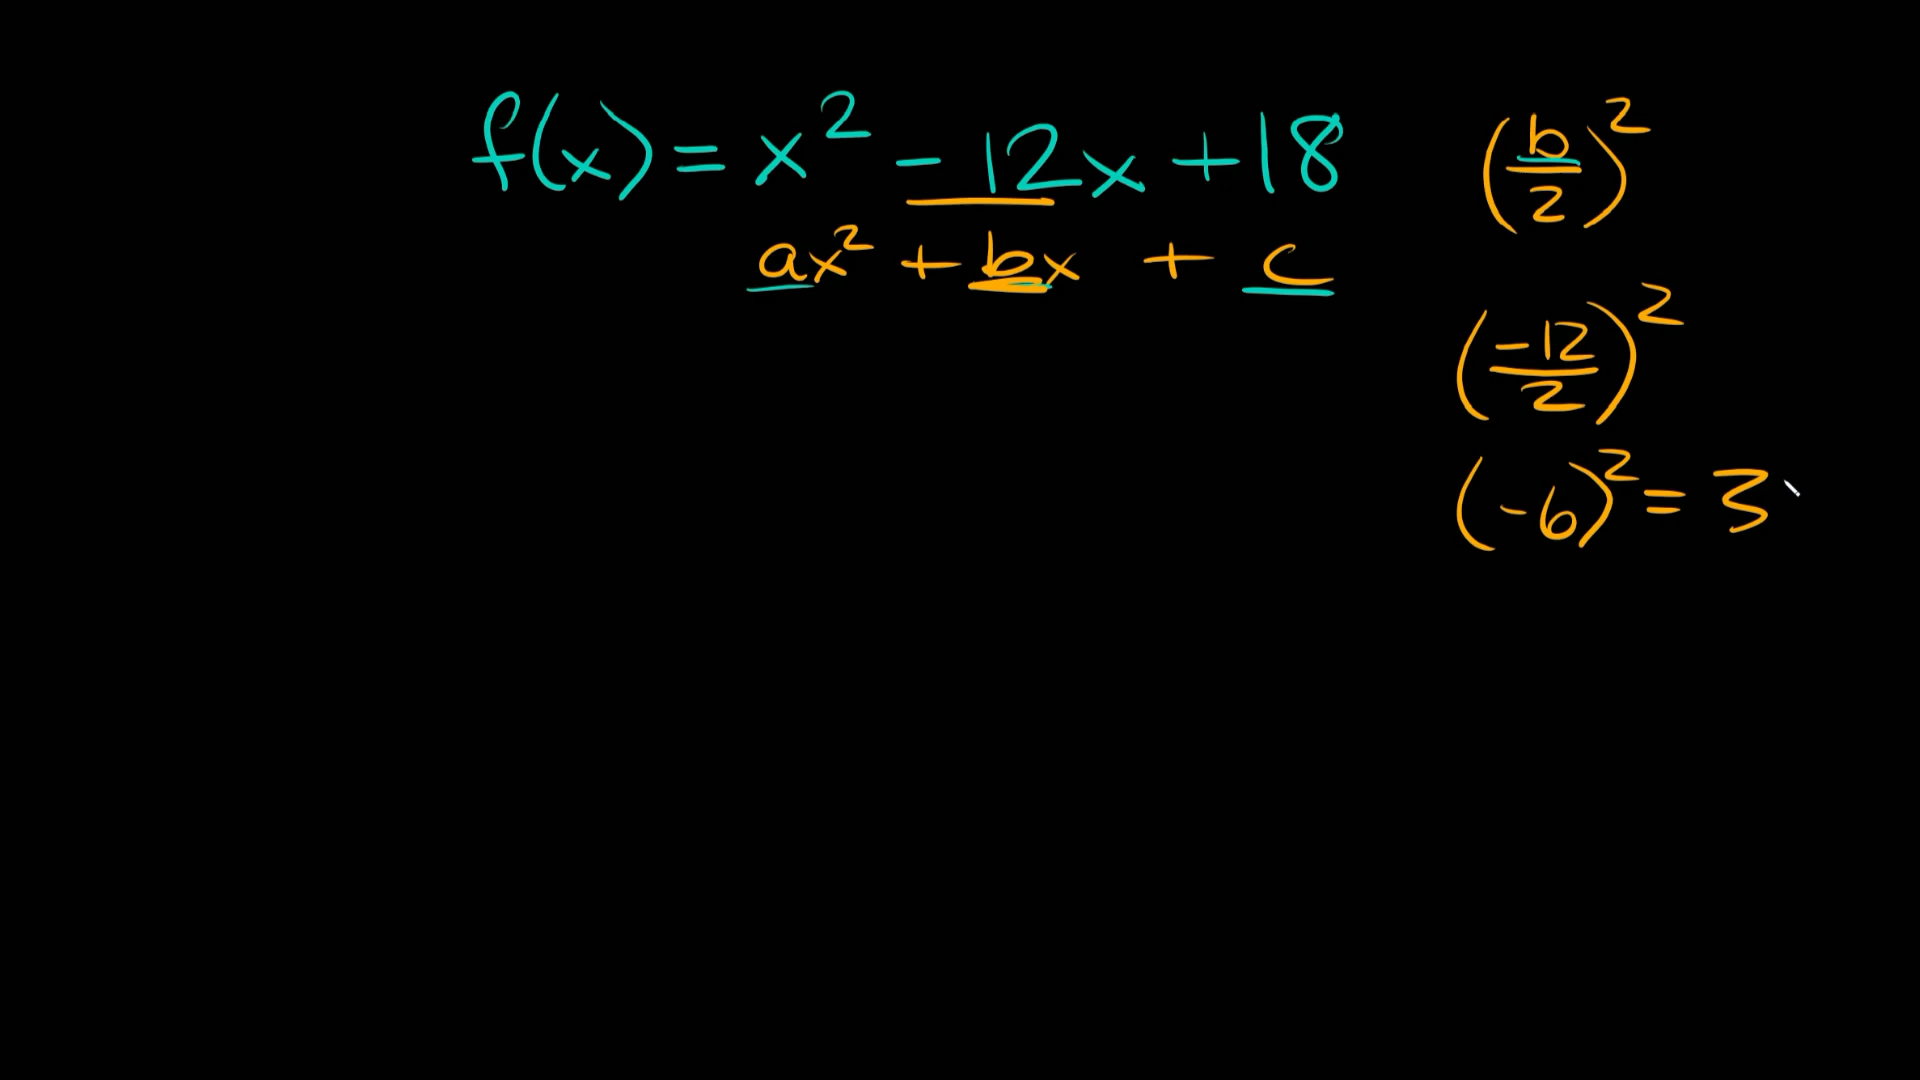 f(x) = x² - 12x + 18
ax² + bx + c
(b/2)²
(-12/2)²
(-6)² = 3